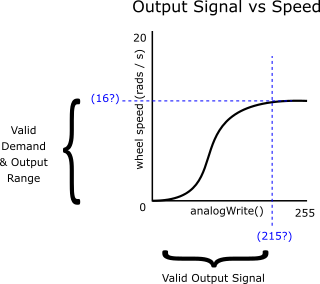 Output Signal vs Speed
20
wheel speed (rads / s)
(16?)
Valid
Demand
& Output
Range
0
analogWrite()
255
(215?)
Valid Output Signal